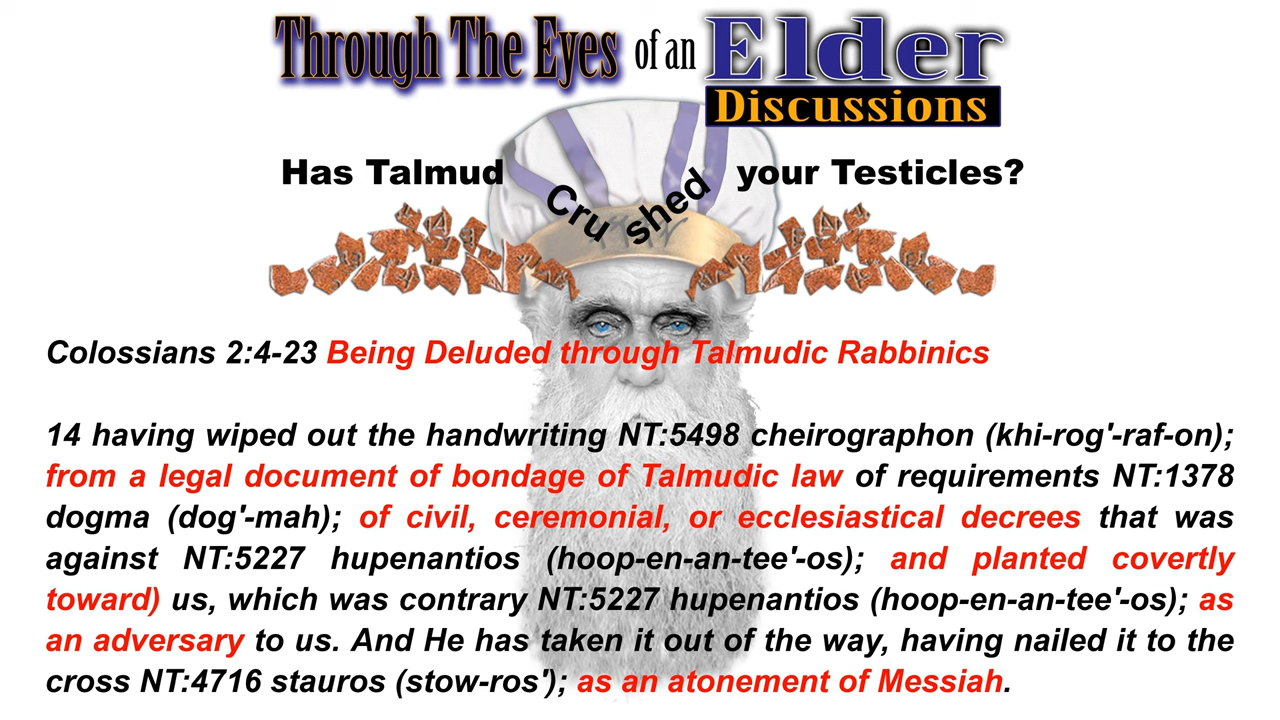 Through The Eyes of an Elder
Discussions
Has Talmud Crushed your Testicles?
Colossians 2:4-23 Being Deluded through Talmudic Rabbinics
14 having wiped out the handwriting NT:5498 cheirographon (khi-rog'-raf-on);
from a legal document of bondage of Talmudic law of requirements NT:1378
dogma (dog'-mah); of civil, ceremonial, or ecclesiastical decrees that was
against NT:5227 hupenantios (hoop-en-an-tee'-os); and planted covertly
toward) us, which was contrary NT:5227 hupenantios (hoop-en-an-tee'-os); as
an adversary to us. And He has taken it out of the way, having nailed it to the
cross NT:4716 stauros (stow-ros'); as an atonement of Messiah.